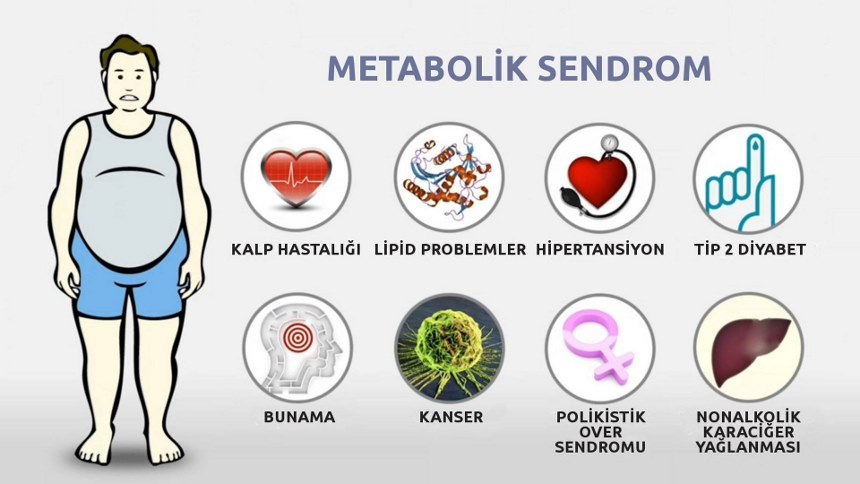 METABOLİK SENDROM
KALP HASTALIĞI
LİPİD PROBLEMLER
HİPERTANSİYON
TİP 2 DİYABET
BUNAMA
KANSER
POLİKİSTİK
OVER
SENDROMU
NONALKOLİK
KARACİĞER
YAĞLANMASI